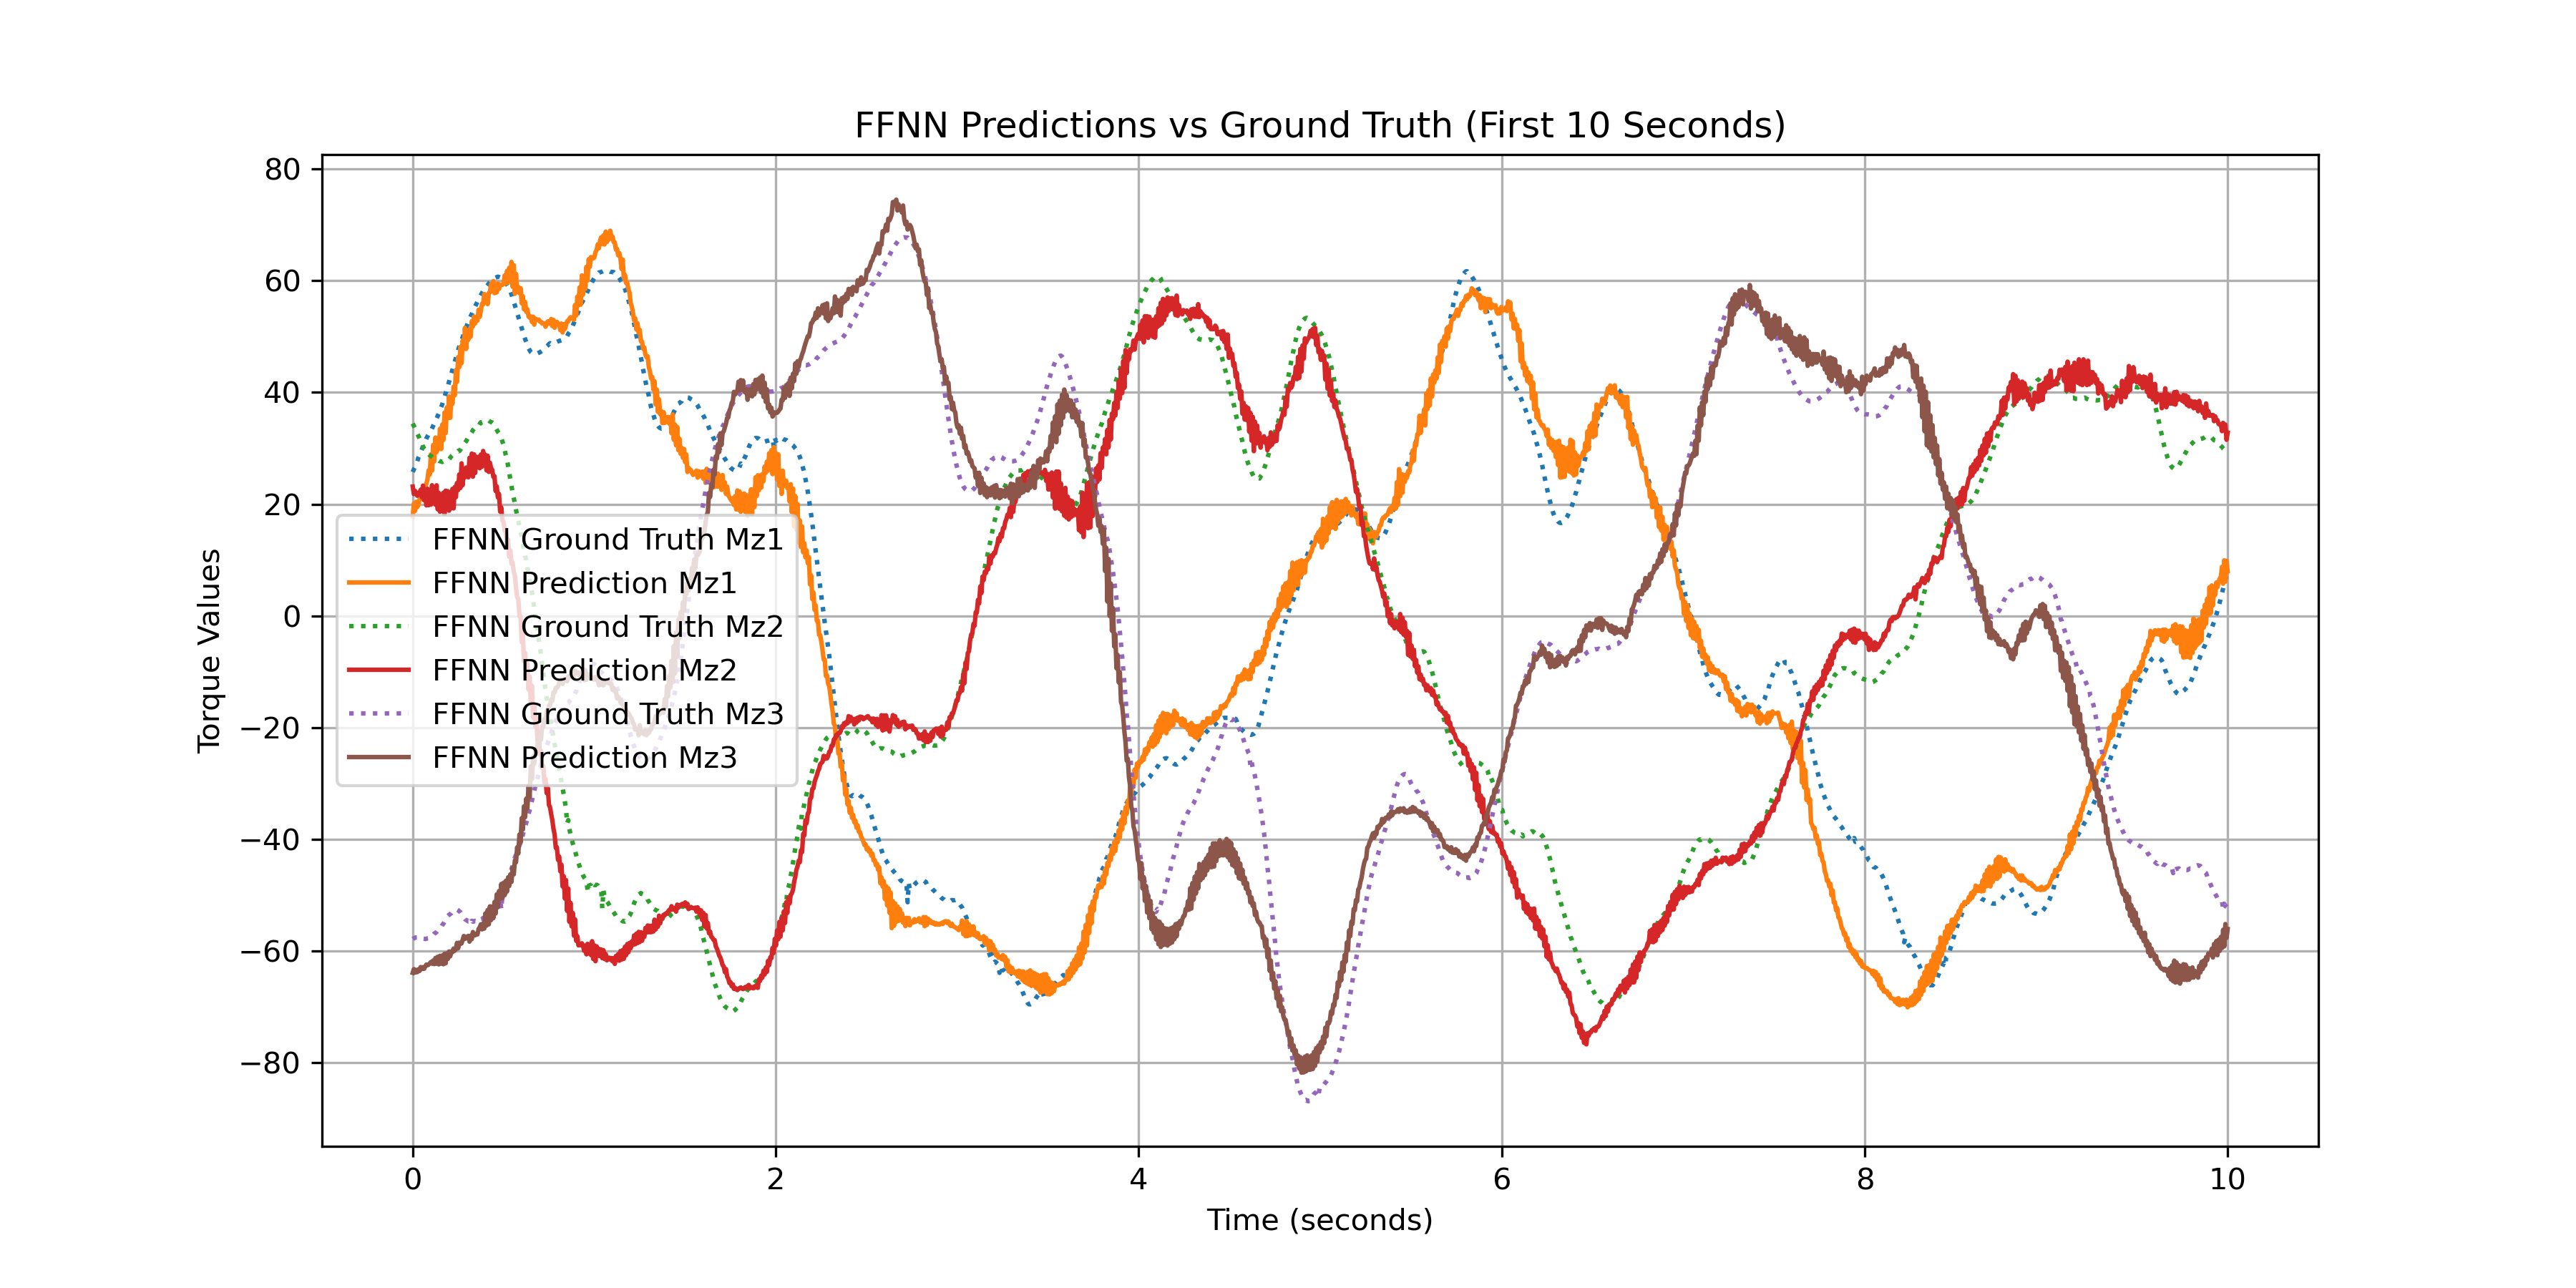 FFNN Predictions vs Ground Truth (First 10 Seconds)
Torque Values
80
60
40
20
0
−20
−40
−60
−80
FFNN Ground Truth Mz1
FFNN Prediction Mz1
FFNN Ground Truth Mz2
FFNN Prediction Mz2
FFNN Ground Truth Mz3
FFNN Prediction Mz3
0 2 4 6 8 10
Time (seconds)